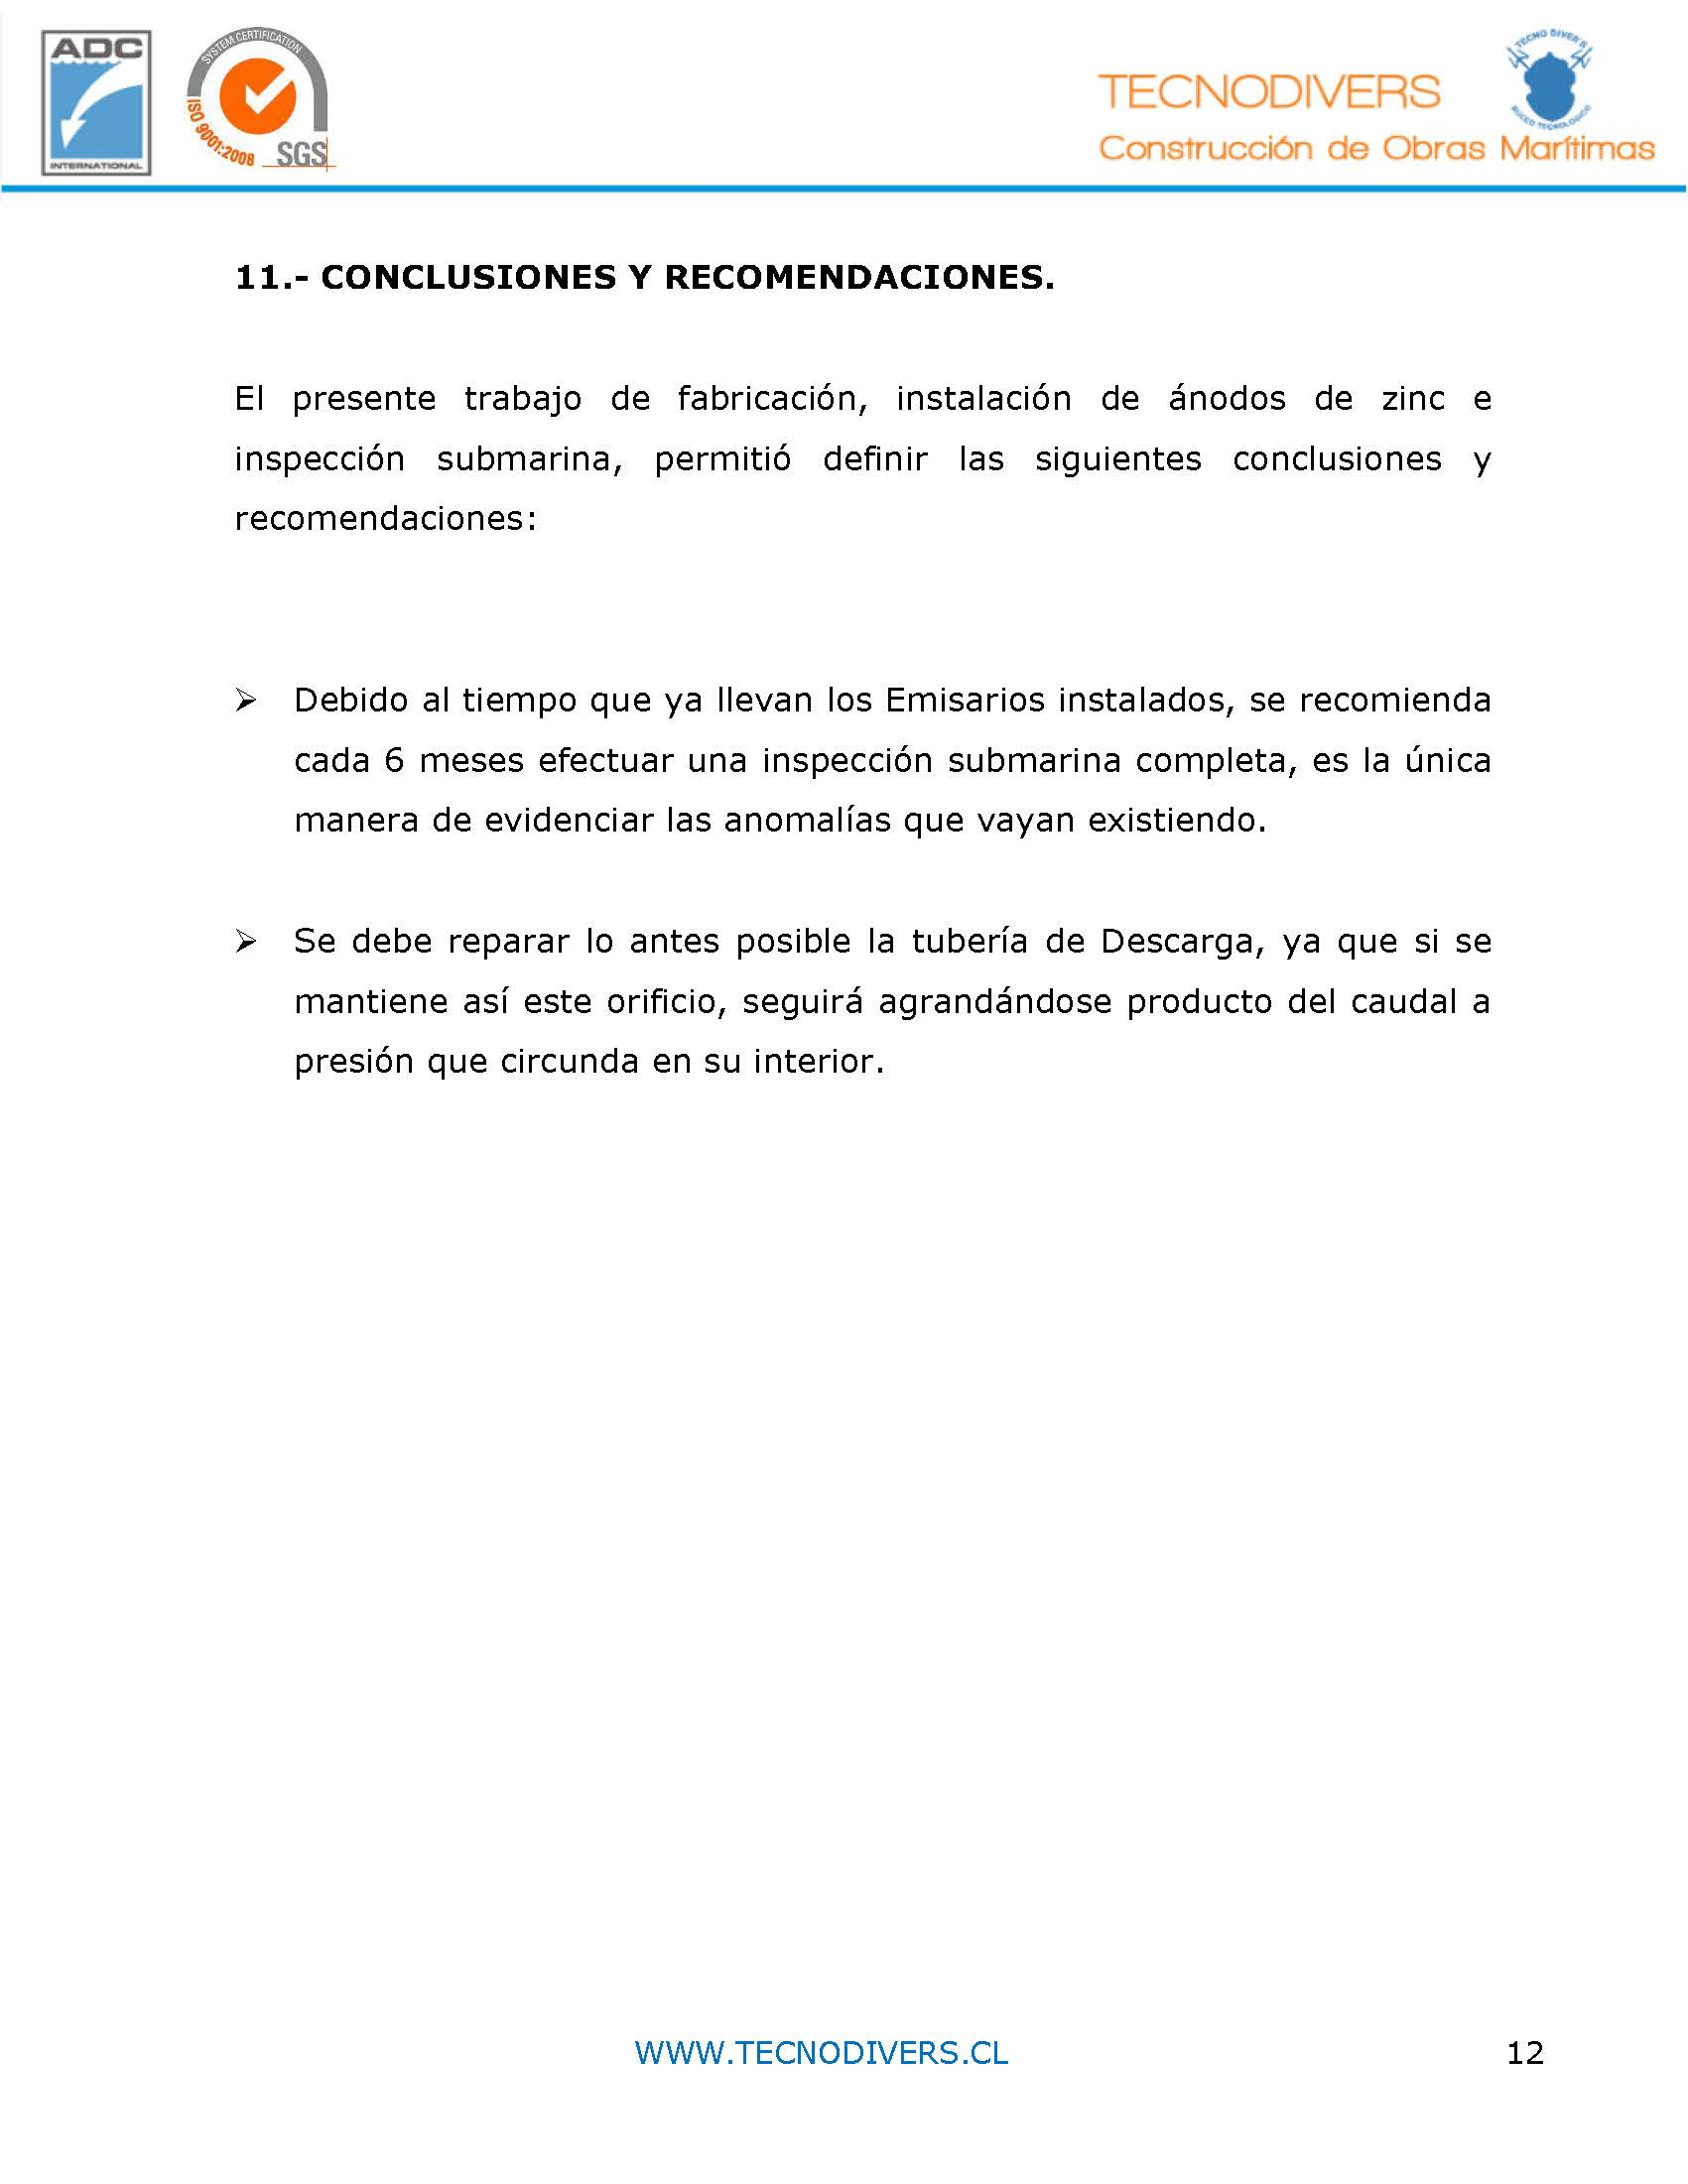 ADC
INTERNATIONAL
SYSTEM CERTIFICATION
ISO 9001:2008
SGS
TECNO DIVER'S
BUCEO TECNOLOGICO
TECNODIVERS
Construcción de Obras Marítimas
11.- CONCLUSIONES Y RECOMENDACIONES.
El presente trabajo de fabricación, instalación de ánodos de zinc e
inspección submarina, permitió definir las siguientes conclusiones y
recomendaciones:
➢ Debido al tiempo que ya llevan los Emisarios instalados, se recomienda
cada 6 meses efectuar una inspección submarina completa, es la única
manera de evidenciar las anomalías que vayan existiendo.
➢ Se debe reparar lo antes posible la tubería de Descarga, ya que si se
mantiene así este orificio, seguirá agrandándose producto del caudal a
presión que circunda en su interior.
WWW.TECNODIVERS.CL
12